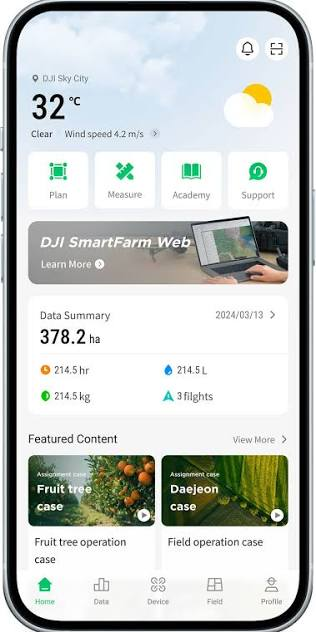 DJI Sky City
32 ℃
Clear Wind speed 4.2 m/s
Plan Measure Academy Support
DJI SmartFarm Web
Learn More
Data Summary 2024/03/13
378.2 ha
214.5 hr 214.5 L
214.5 kg 3 filghts
Featured Content View More
Assignment case
Fruit tree
case
Assignment case
Daejeon
case
Fruit tree operation
case
Field operation case
Home Data Device Field Profile